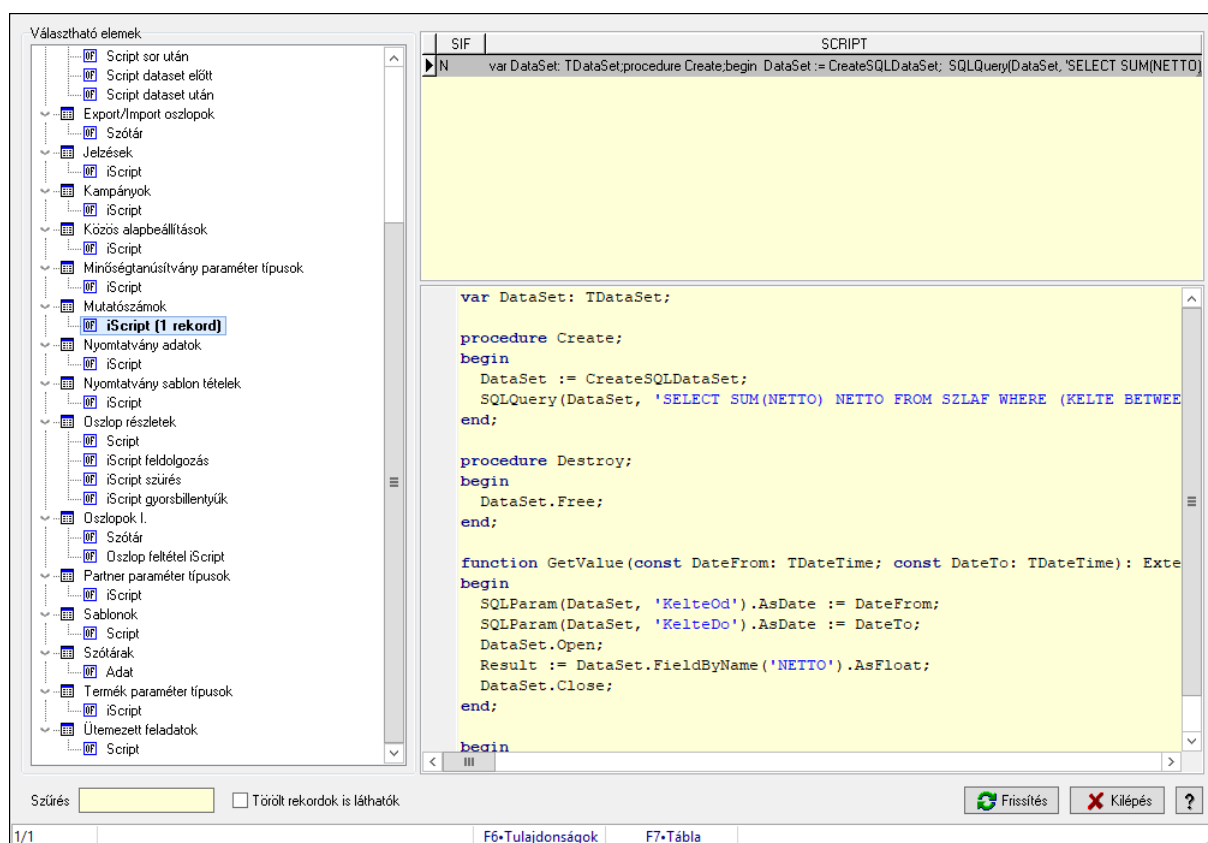 Választható elemek
Script sor után
Script dataset előtt
Script dataset után
Export/Import oszlopok
Szótár
Jelzések
iScript
Kampányok
iScript
Közös alapbeállítások
iScript
Minőségtanúsítvány paraméter típusok
iScript
Mutatószámok
iScript (1 rekord)
Nyomtatvány adatok
iScript
Nyomtatvány sablon tételek
iScript
Oszlop részletek
Script
iScript feldolgozás
iScript szürés
iScript gyorsbillentyűk
Oszlopok I.
Szótár
Oszlop feltétel iScript
Partner paraméter típusok
iScript
Sablonok
Script
Szótárak
Adat
Termék paraméter típusok
iScript
Ütemezett feladatok
Script
SIF SCRIPT
N var DataSet: TDataSet;procedure Create;begin DataSet := CreateSQLDataSet; SQLQuery(DataSet, 'SELECT SUM(NETTO)
var DataSet: TDataSet;
procedure Create;
begin
DataSet := CreateSQLDataSet;
SQLQuery(DataSet, 'SELECT SUM(NETTO) NETTO FROM SZLAF WHERE (KELTE BETWEE
end;
procedure Destroy;
begin
DataSet.Free;
end;
function GetValue(const DateFrom: TDateTime; const DateTo: TDateTime): Exte
begin
SQLParam(DataSet, 'KelteOd').AsDate := DateFrom;
SQLParam(DataSet, 'KelteDo').AsDate := DateTo;
DataSet.Open;
Result := DataSet.FieldByName('NETTO').AsFloat;
DataSet.Close;
end;
begin
Szűrés Törölt rekordok is láthatók Frissítés Kilépés ?
1/1 F6•Tulajdonságok F7•Tábla